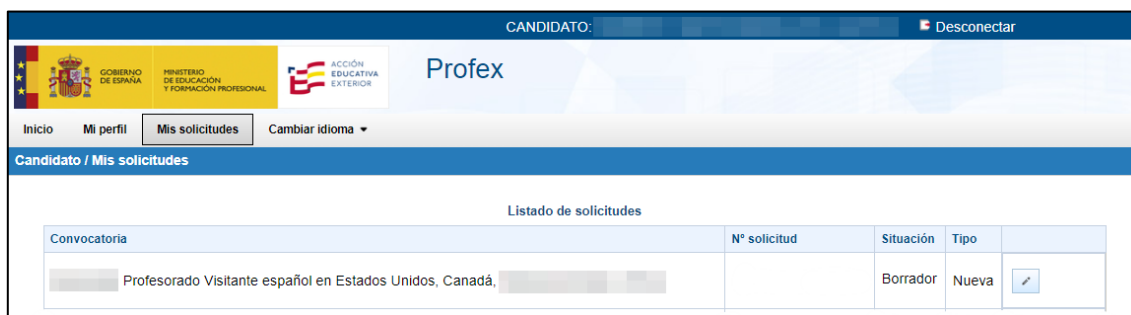 CANDIDATO: Desconectar
GOBIERNO DE ESPAÑA
MINISTERIO DE EDUCACIÓN Y FORMACIÓN PROFESIONAL
ACCIÓN EDUCATIVA EXTERIOR
Profex
Inicio Mi perfil Mis solicitudes Cambiar idioma
Candidato / Mis solicitudes
Listado de solicitudes
Convocatoria Nº solicitud Situación Tipo
Profesorado Visitante español en Estados Unidos, Canadá, Borrador Nueva